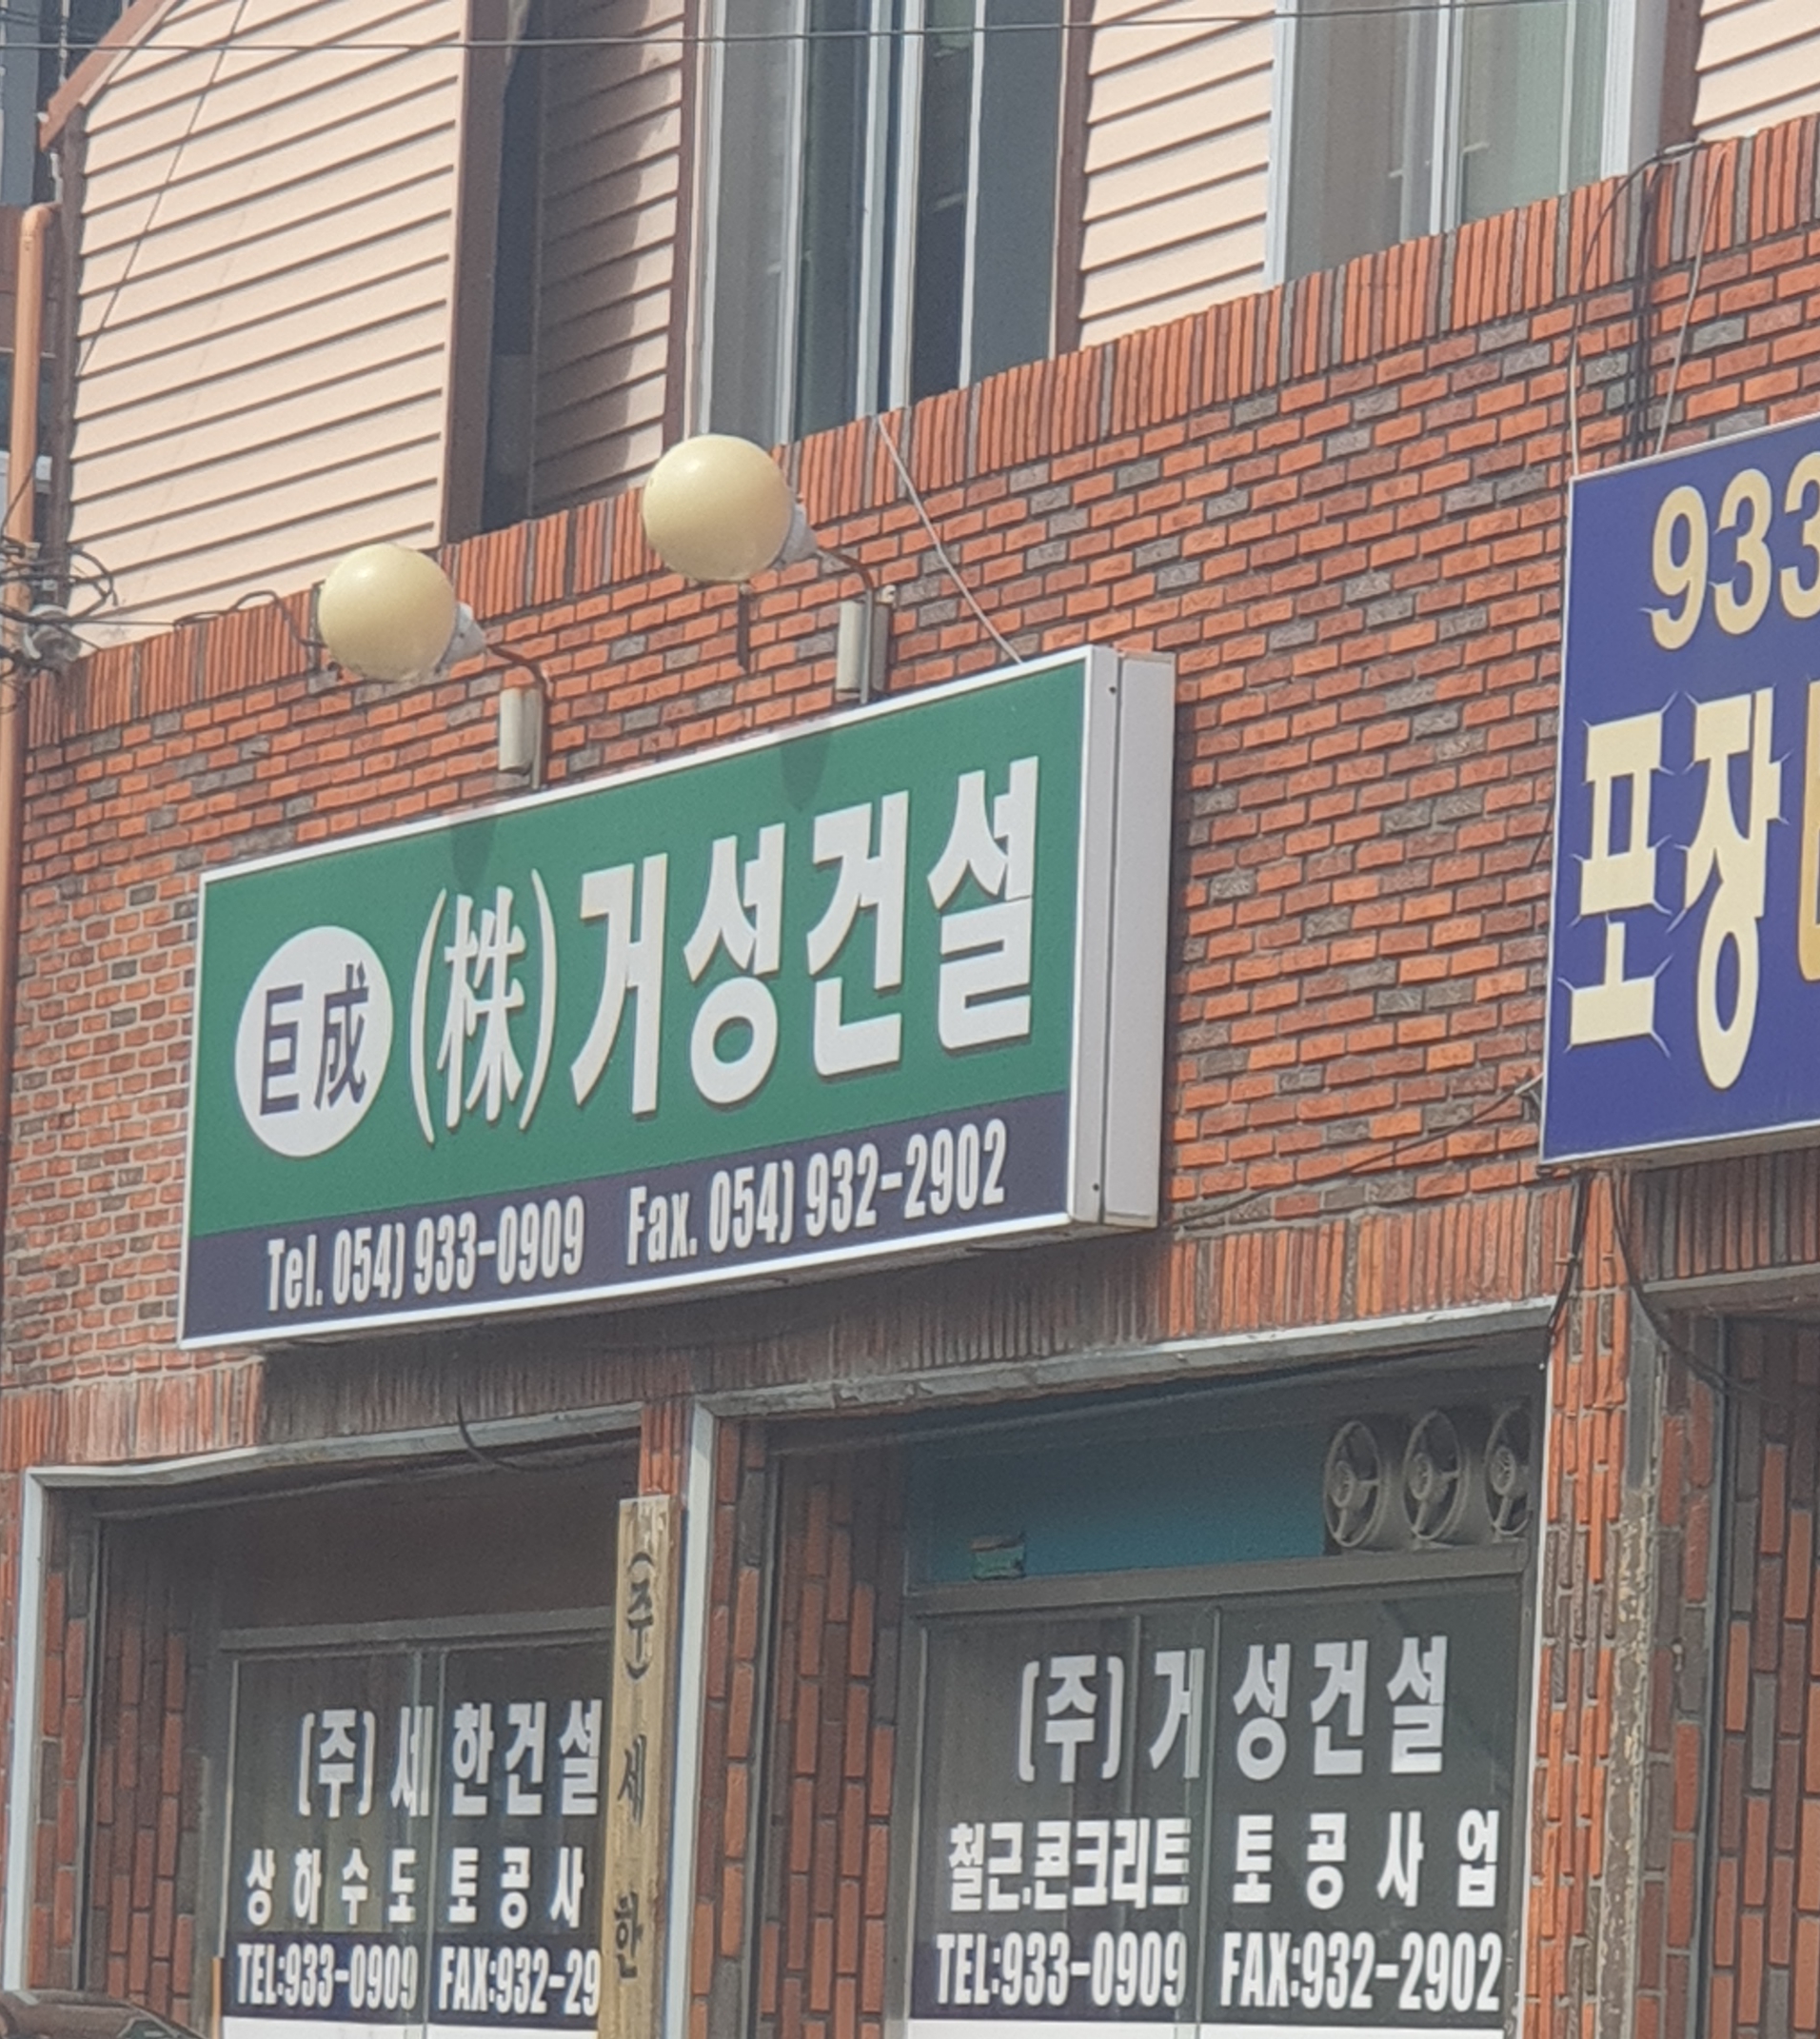 巨成 (株)거성건설
Tel. 054) 933-0909 Fax. 054) 932-2902
933
포장
(주)세한건설
상하수도 토공사
TEL:933-0909 FAX:932-29
(주)세한
(주)거성건설
철근.콘크리트 토공사업
TEL:933-0909 FAX:932-2902